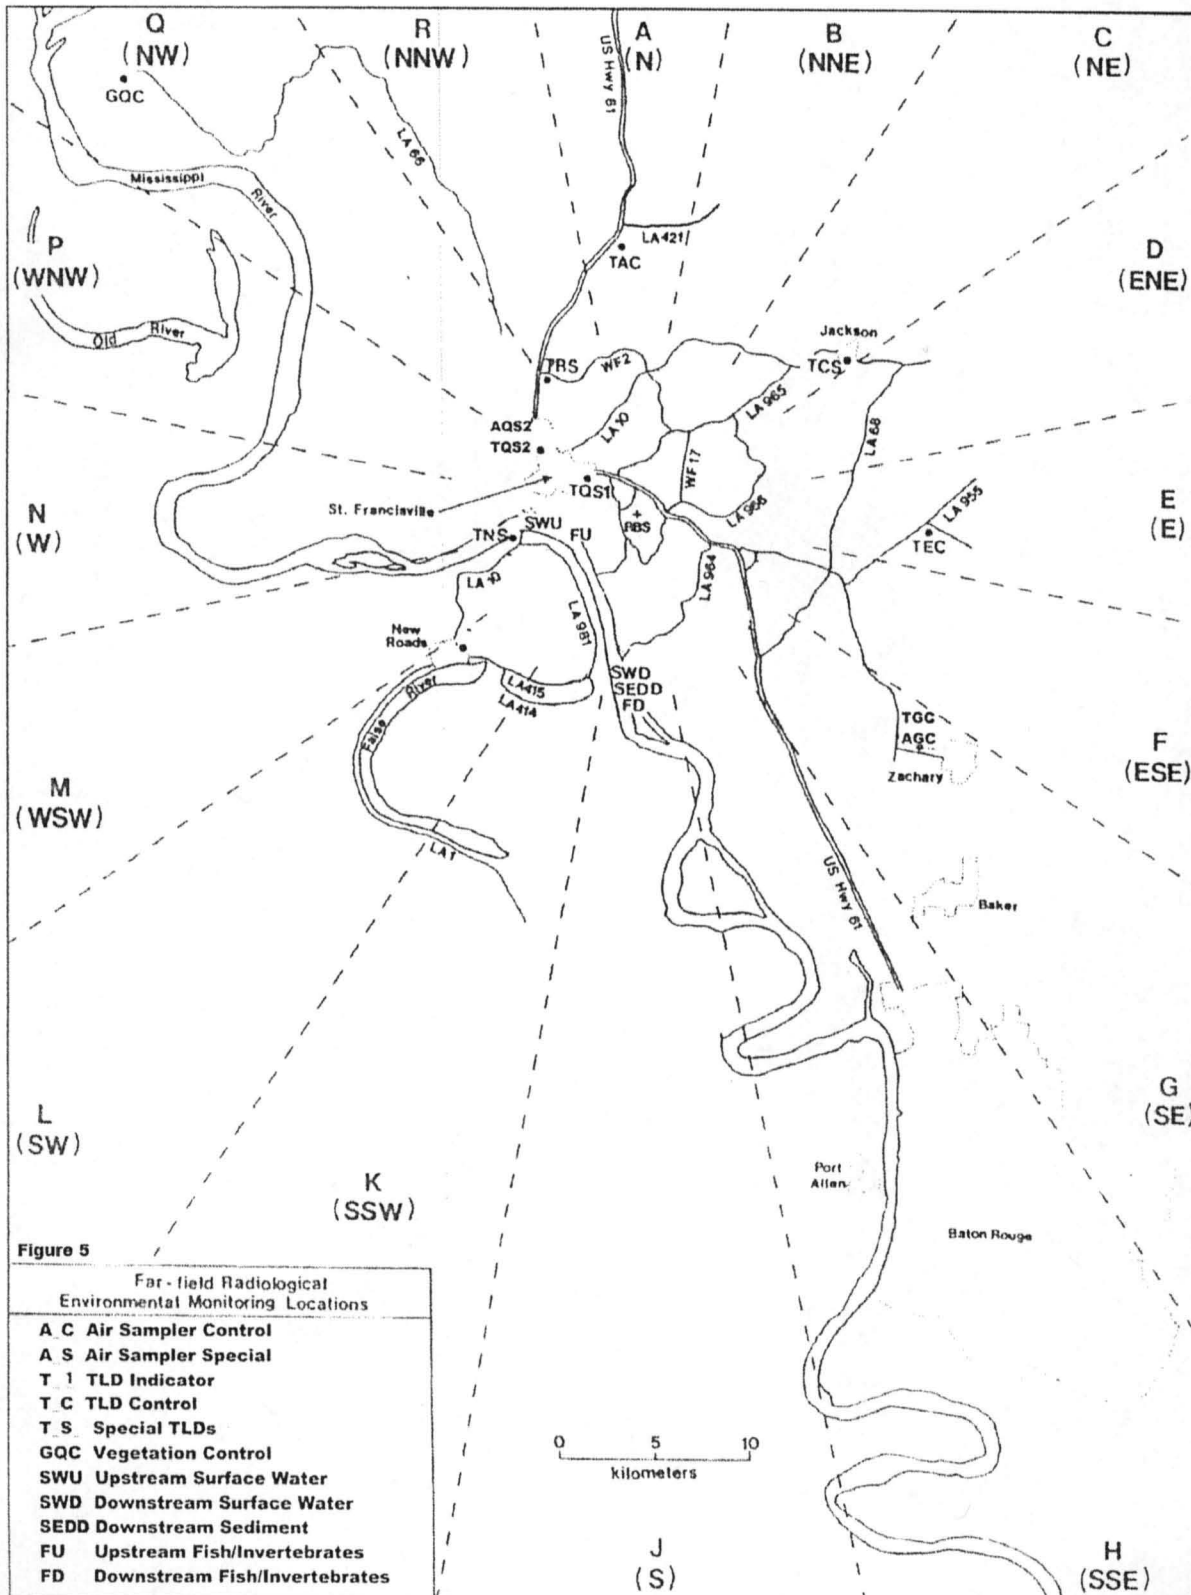 Q
(NW)
R
(NNW)
A
(N)
B
(NNE)
C
(NE)
GQC
US Hwy 61
LA 66
Mississippi
River
P
(WNW)
LA 421
TAC
D
(ENE)
Old River
Jackson
TRS
WF2
TCS
LA 965
AQS2
TQS2
LA 10
LA 68
WF 17
TQS1
N
(W)
St. Francisville
RBS
LA 966
LA 955
E
(E)
TNS
SWU
FU
TEC
LA 10
LA 964
LA 981
New
Roads
SWD
SEDD
FD
LA415
LA414
False River
TGC
AGC
Zachary
F
(ESE)
M
(WSW)
LA 1
US Hwy 61
Baker
L
(SW)
G
(SE)
K
(SSW)
Port
Allen
Baton Rouge
Figure 5
Far-field Radiological
Environmental Monitoring Locations
A_C Air Sampler Control
A_S Air Sampler Special
T_1 TLD Indicator
T_C TLD Control
T_S_ Special TLDs
GQC Vegetation Control
SWU Upstream Surface Water
SWD Downstream Surface Water
SEDD Downstream Sediment
FU Upstream Fish/Invertebrates
FD Downstream Fish/Invertebrates
0 5 10
kilometers
J
(S)
H
(SSE)